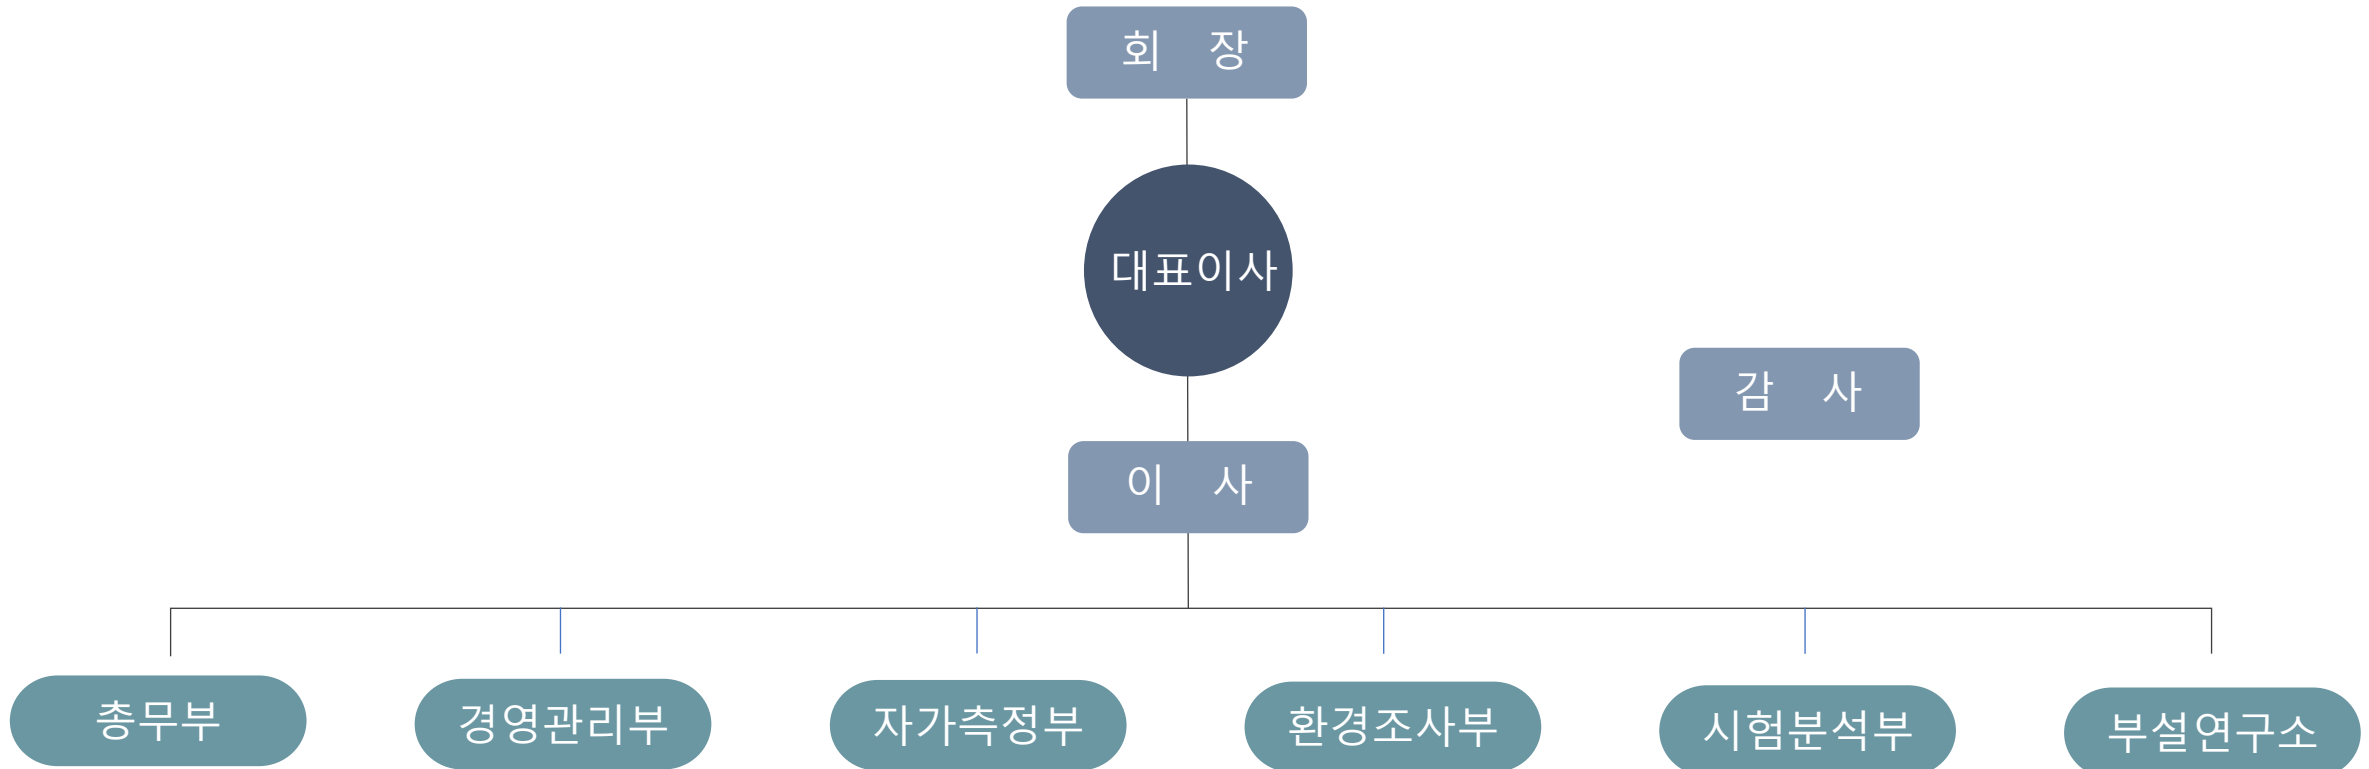 회 장
대표이사
감 사
이 사
총무부
경영관리부
자가측정부
환경조사부
시험분석부
부설연구소